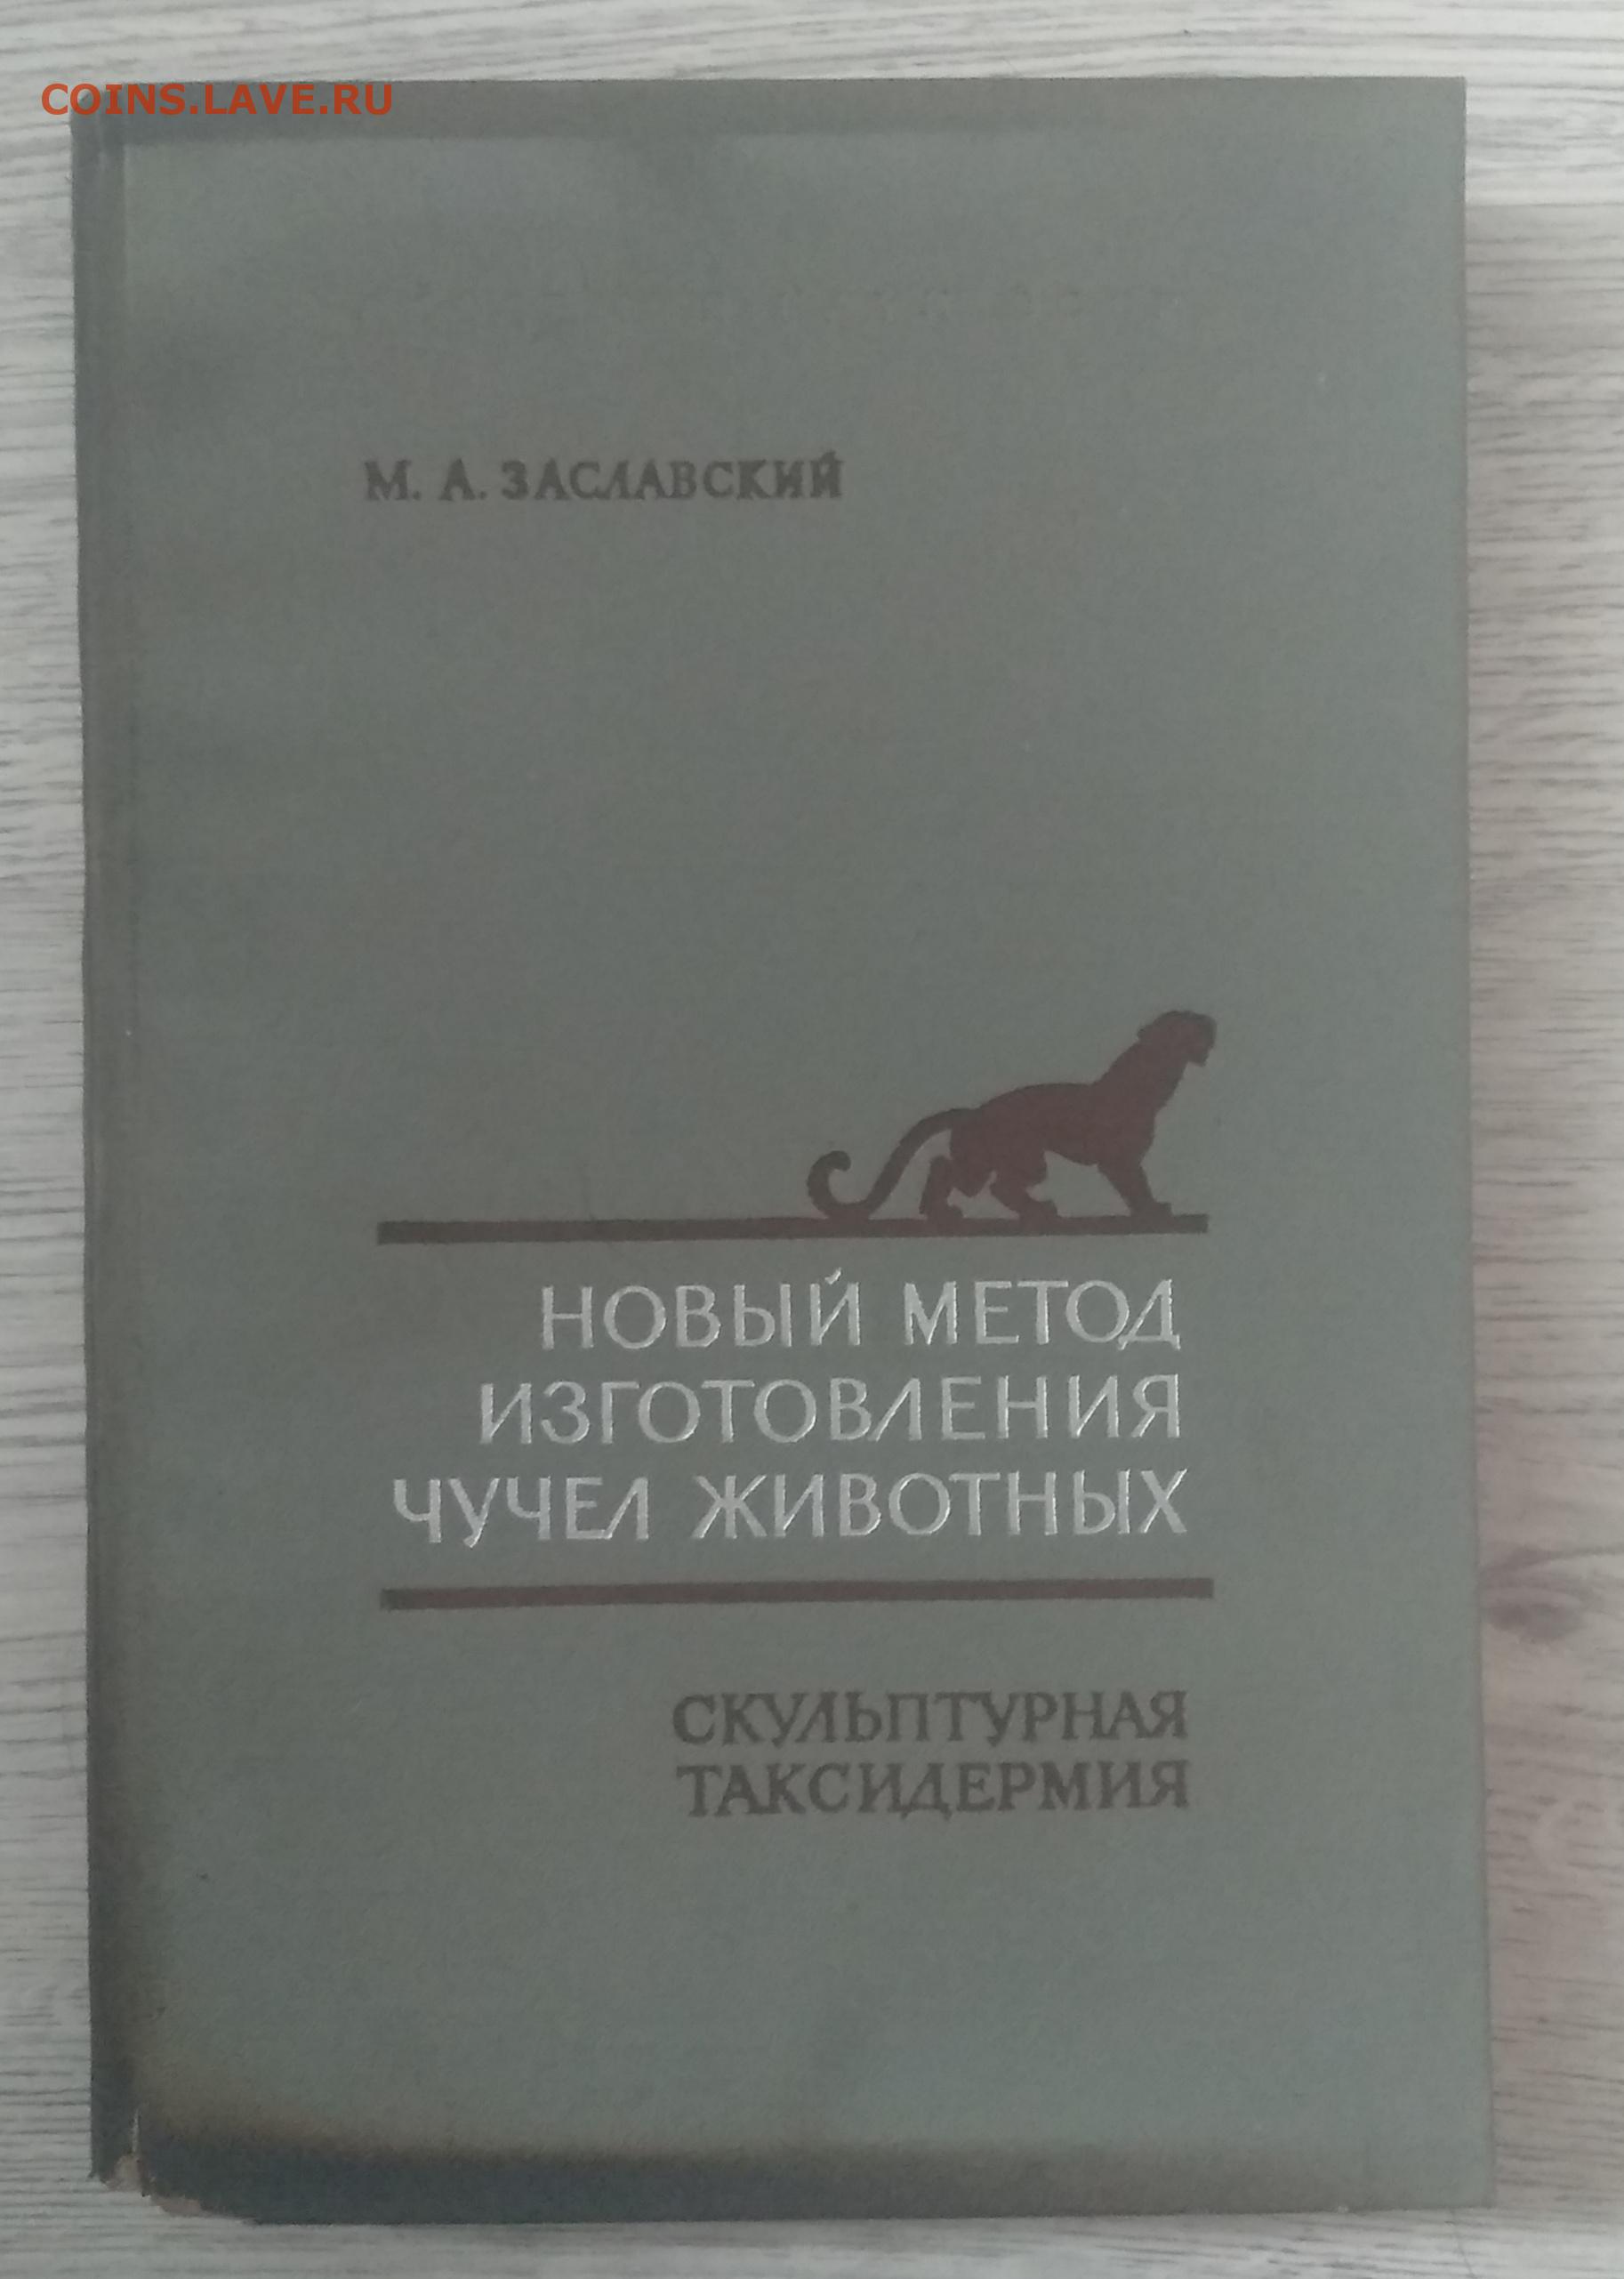 COINS.LAVE.RU
М. А. ЗАСЛАВСКИЙ
НОВЫЙ МЕТОД
ИЗГОТОВЛЕНИЯ
ЧУЧЕЛ ЖИВОТНЫХ
СКУЛЬПТУРНАЯ
ТАКСИДЕРМИЯ